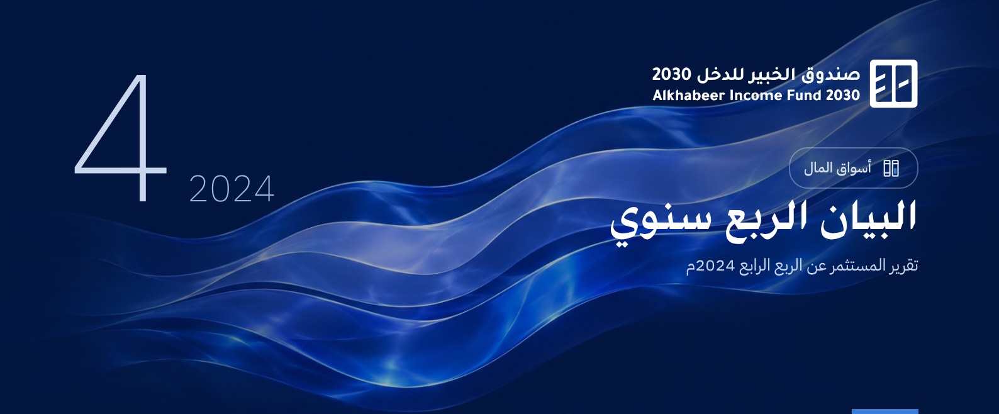 صندوق الخبير للدخل 2030
Alkhabeer Income Fund 2030
أسواق المال
البيان الربع سنوي
تقرير المستثمر عن الربع الرابع 2024م
4
2024